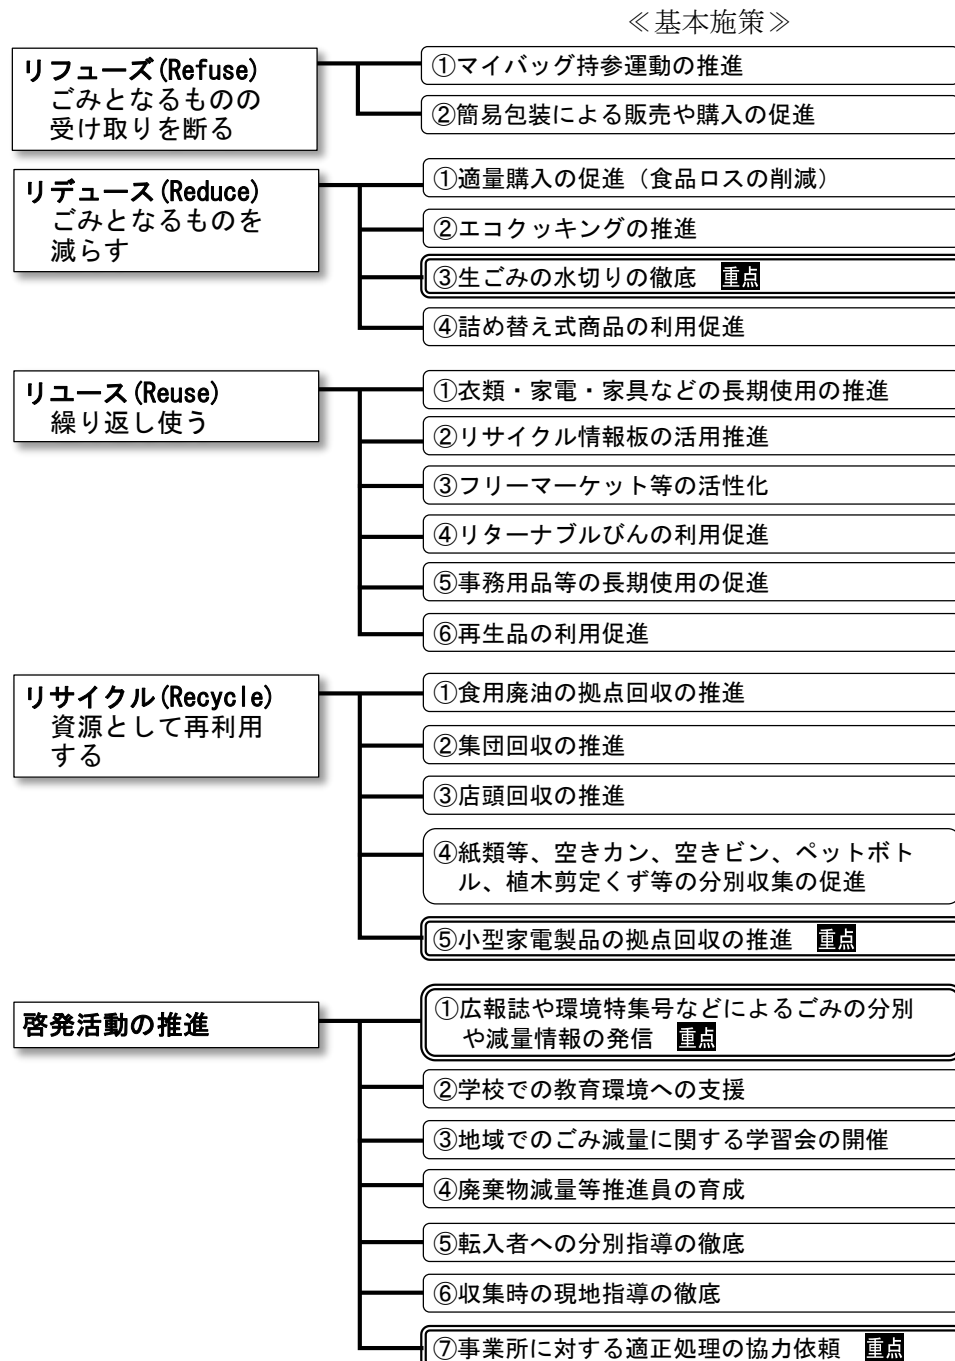 ≪基本施策≫
リフューズ(Refuse)
ごみとなるものの
受け取りを断る
①マイバッグ持参運動の推進
②簡易包装による販売や購入の促進
リデュース(Reduce)
ごみとなるものを
減らす
①適量購入の促進（食品ロスの削減）
②エコクッキングの推進
③生ごみの水切りの徹底 重点
④詰め替え式商品の利用促進
リユース(Reuse)
繰り返し使う
①衣類・家電・家具などの長期使用の推進
②リサイクル情報板の活用推進
③フリーマーケット等の活性化
④リターナブルびんの利用促進
⑤事務用品等の長期使用の促進
⑥再生品の利用促進
リサイクル(Recycle)
資源として再利用
する
①食用廃油の拠点回収の推進
②集団回収の推進
③店頭回収の推進
④紙類等、空きカン、空きビン、ペットボト
ル、植木剪定くず等の分別収集の促進
⑤小型家電製品の拠点回収の推進 重点
啓発活動の推進
①広報誌や環境特集号などによるごみの分別
や減量情報の発信 重点
②学校での教育環境への支援
③地域でのごみ減量に関する学習会の開催
④廃棄物減量等推進員の育成
⑤転入者への分別指導の徹底
⑥収集時の現地指導の徹底
⑦事業所に対する適正処理の協力依頼 重点